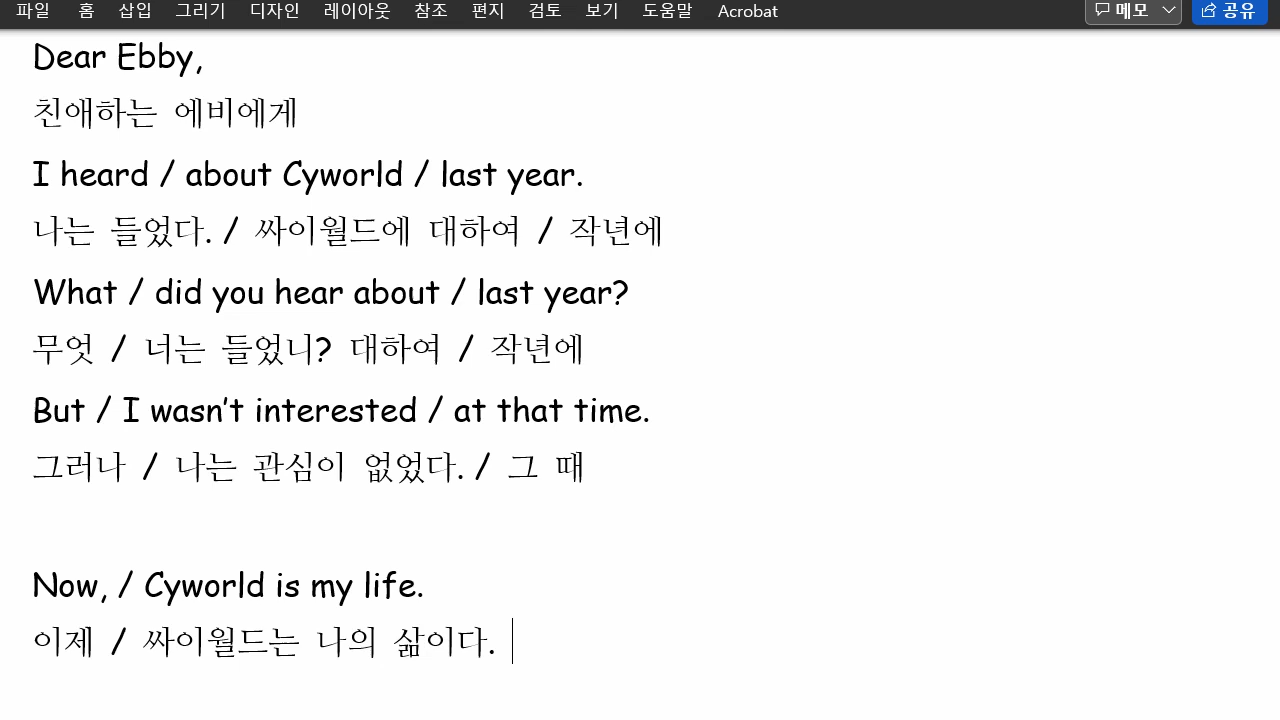 파일 홈 삽입 그리기 디자인 레이아웃 참조 편지 검토 보기 도움말 Acrobat 메모 공유
Dear Ebby,
친애하는 에비에게
I heard / about Cyworld / last year.
나는 들었다. / 싸이월드에 대하여 / 작년에
What / did you hear about / last year?
무엇 / 너는 들었니? 대하여 / 작년에
But / I wasn’t interested / at that time.
그러나 / 나는 관심이 없었다. / 그 때
Now, / Cyworld is my life.
이제 / 싸이월드는 나의 삶이다.